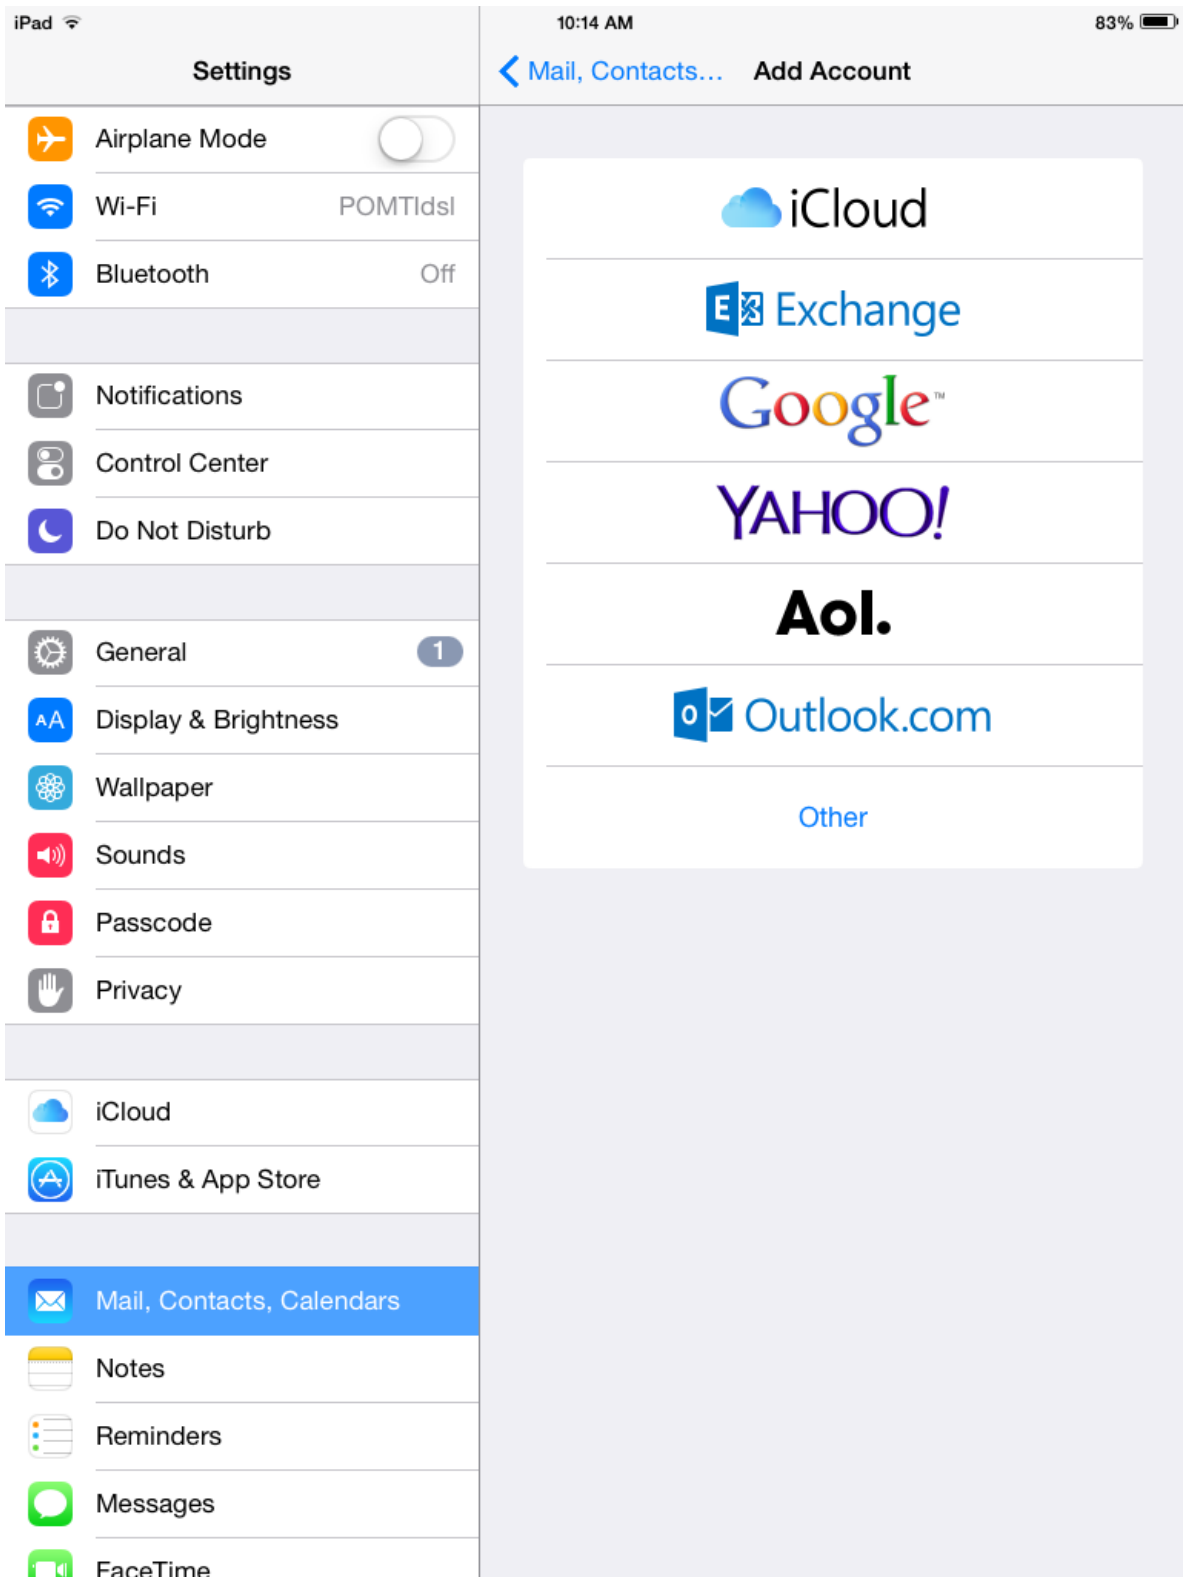 iPad 10:14 AM 83%
Settings
Mail, Contacts... Add Account
Airplane Mode
Wi-Fi POMTIdsl
Bluetooth Off
Notifications
Control Center
Do Not Disturb
General 1
AA Display & Brightness
Wallpaper
Sounds
Passcode
Privacy
iCloud
iTunes & App Store
Mail, Contacts, Calendars
Notes
Reminders
Messages
FaceTime
iCloud
E Exchange
Google™
YAHOO!
Aol.
o Outlook.com
Other